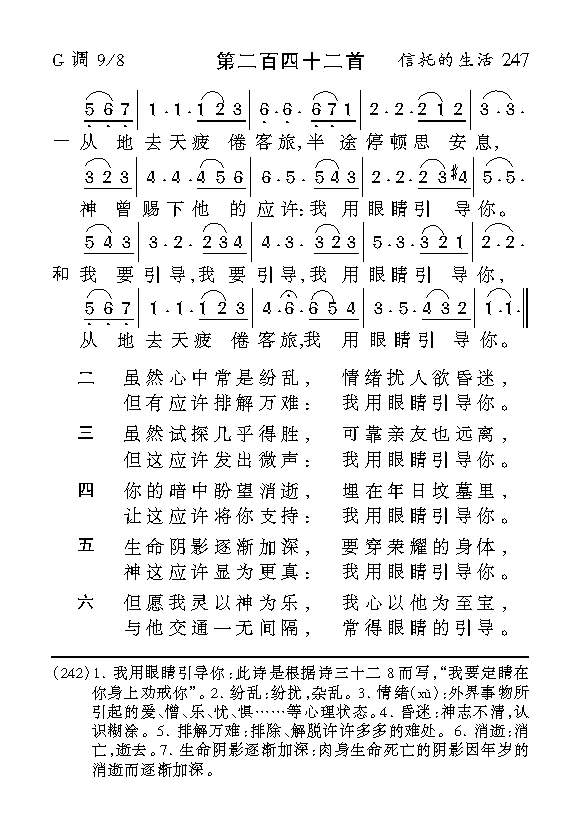 G 调 9/8 第二百四十二首 信托的生活 247
5 6 7 | 1 · 1 · 1 2 3 | 6 · 6 · 6 7 1 | 2 · 2 · 2 1 2 | 3 · 3 ·
一 从 地 去 天 疲 倦 客 旅, 半 途 停 顿 思 安 息,
3 2 3 | 4 · 4 · 4 5 6 | 6 · 5 · 5 4 3 | 2 · 2 · 2 3 #4 | 5 · 5 ·
神 曾 赐 下 他 的 应 许: 我 用 眼 睛 引 导 你。
5 4 3 | 3 · 2 · 2 3 4 | 4 · 3 · 3 2 3 | 5 · 3 · 3 2 1 | 2 · 2 ·
和 我 要 引 导, 我 要 引 导, 我 用 眼 睛 引 导 你,
5 6 7 | 1 · 1 · 1 2 3 | 4 · 6 · 6 5 4 | 3 · 5 · 4 3 2 | 1 · 1 ·
从 地 去 天 疲 倦 客 旅, 我 用 眼 睛 引 导 你。
二 虽然心中常是纷乱, 情绪扰人欲昏迷,
但有应许排解万难: 我用眼睛引导你。
三 虽然试探几乎得胜, 可靠亲友也远离,
但这应许发出微声: 我用眼睛引导你。
四 你的暗中盼望消逝, 埋在年日坟墓里,
让这应许将你支持: 我用眼睛引导你。
五 生命阴影逐渐加深, 要穿荣耀的身体,
神这应许显为更真: 我用眼睛引导你。
六 但愿我灵以神为乐, 我心以他为至宝,
与他交通一无间隔, 常得眼睛的引导。
(242) 1. 我用眼睛引导你:此诗是根据诗三十二8而写,“我要定睛在
你身上劝戒你”。2. 纷乱:纷扰,杂乱。3. 情绪(xù):外界事物所
引起的爱、憎、乐、忧、惧……等心理状态。4. 昏迷:神志不清,认
识糊涂。5. 排解万难:排除、解脱许许多多的难处。6. 消逝:消
亡,逝去。7. 生命阴影逐渐加深:肉身生命死亡的阴影因年岁的
消逝而逐渐加深。